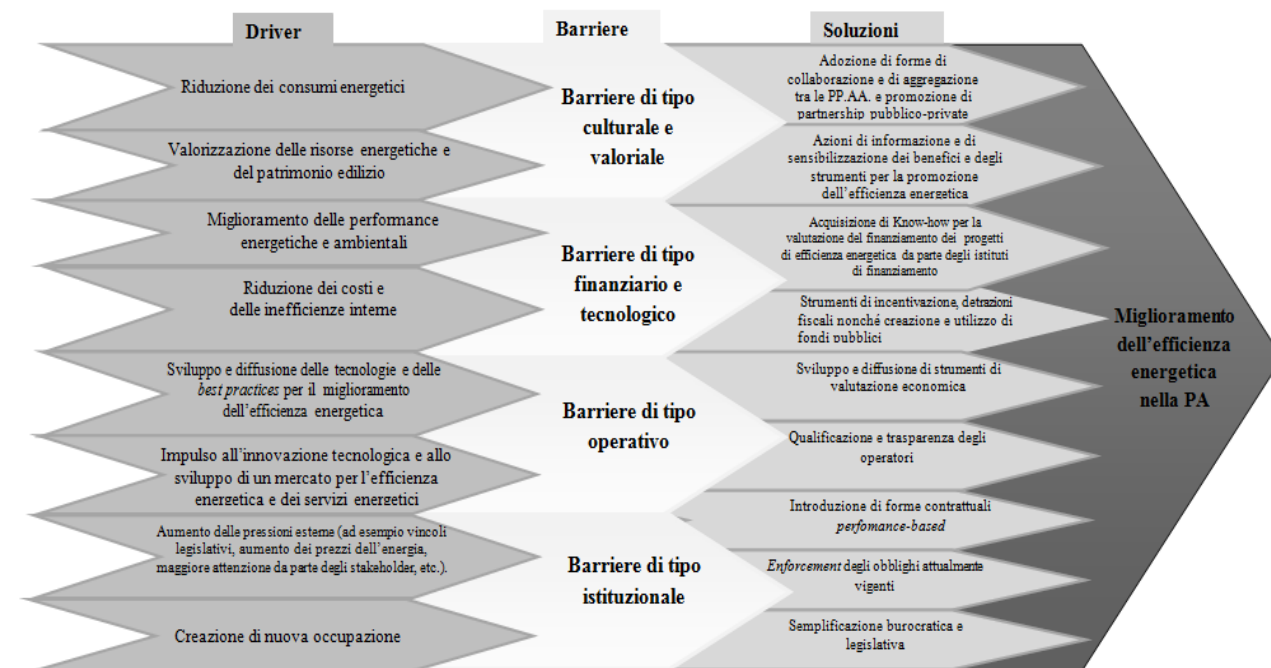 Driver
Riduzione dei consumi energetici
Valorizzazione delle risorse energetiche e
del patrimonio edilizio
Miglioramento delle performance
energetiche e ambientali
Riduzione dei costi e
delle inefficienze interne
Sviluppo e diffusione delle tecnologie e delle
best practices per il miglioramento
dell'efficienza energetica
Impulso all'innovazione tecnologica e allo
sviluppo di un mercato per l'efficienza
energetica e dei servizi energetici
Aumento delle pressioni esterne (ad esempio vincoli
legislativi, aumento dei prezzi dell'energia,
maggiore attenzione da parte degli stakeholder, etc.).
Creazione di nuova occupazione
Barriere
Barriere di tipo
culturale e
valoriale
Barriere di tipo
finanziario e
tecnologico
Barriere di tipo
operativo
Barriere di tipo
istituzionale
Soluzioni
Adozione di forme di
collaborazione e di aggregazione
tra le PP.AA. e promozione di
partnership pubblico-private
Azioni di informazione e di
sensibilizzazione dei benefici e degli
strumenti per la promozione
dell'efficienza energetica
Acquisizione di Know-how per la
valutazione del finanziamento dei progetti
di efficienza energetica da parte degli istituti
di finanziamento
Strumenti di incentivazione, detrazioni
fiscali nonché creazione e utilizzo di
fondi pubblici
Sviluppo e diffusione di strumenti di
valutazione economica
Qualificazione e trasparenza degli
operatori
Introduzione di forme contrattuali
perfomance-based
Enforcement degli obblighi attualmente
vigenti
Semplificazione burocratica e
legislativa
Miglioramento
dell'efficienza
energetica
nella PA